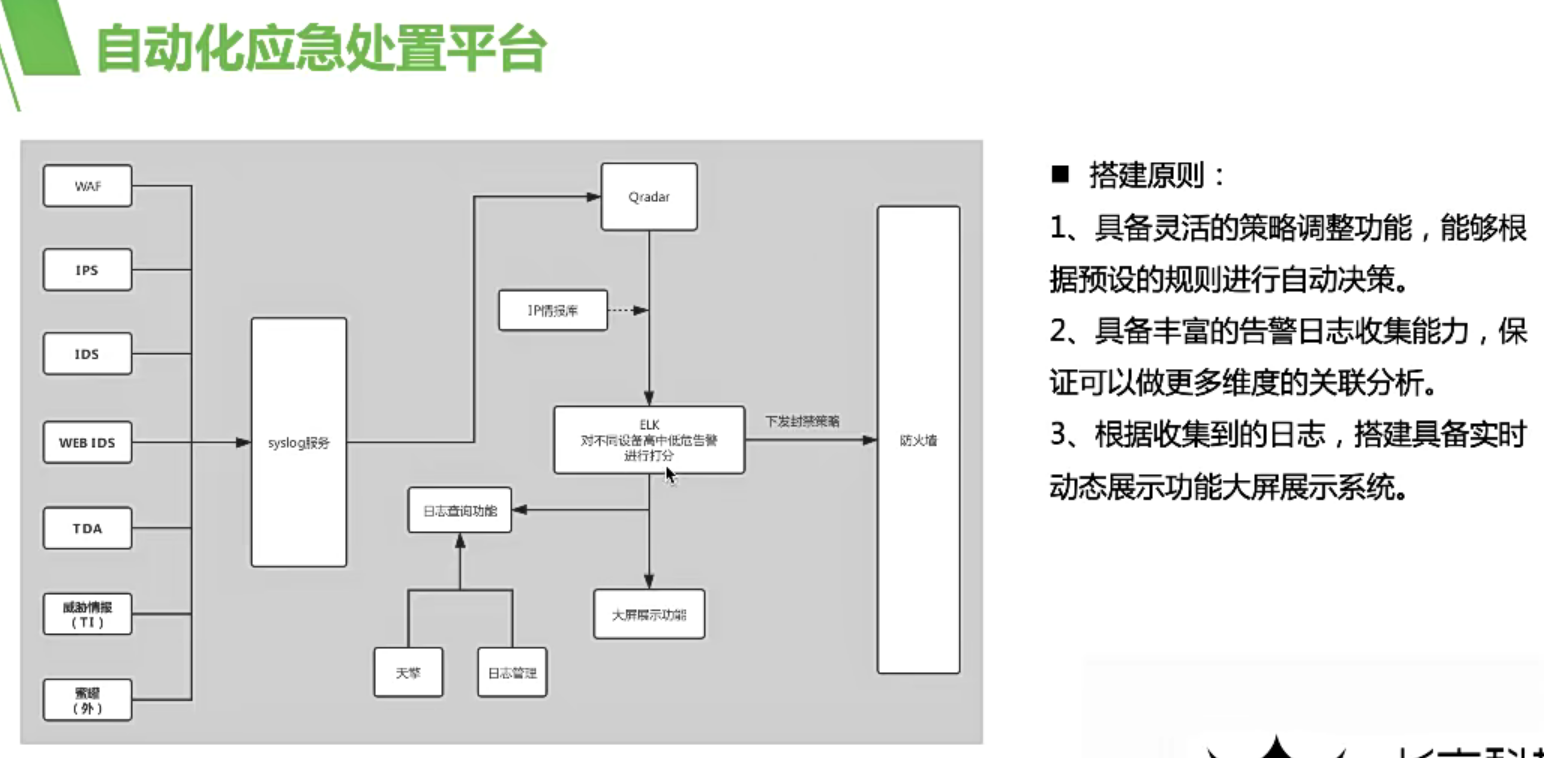 自动化应急处置平台
WAF
IPS
IDS
WEB IDS
TDA
威胁情报
（TI）
蜜罐
（外）
syslog服务
Qradar
IP情报库
ELK
对不同设备高中低危告警
进行打分
下发封禁策略
防火墙
日志查询功能
大屏展示功能
天擎
日志管理
■ 搭建原则：
1、具备灵活的策略调整功能，能够根
据预设的规则进行自动决策。
2、具备丰富的告警日志收集能力，保
证可以做更多维度的关联分析。
3、根据收集到的日志，搭建具备实时
动态展示功能大屏展示系统。